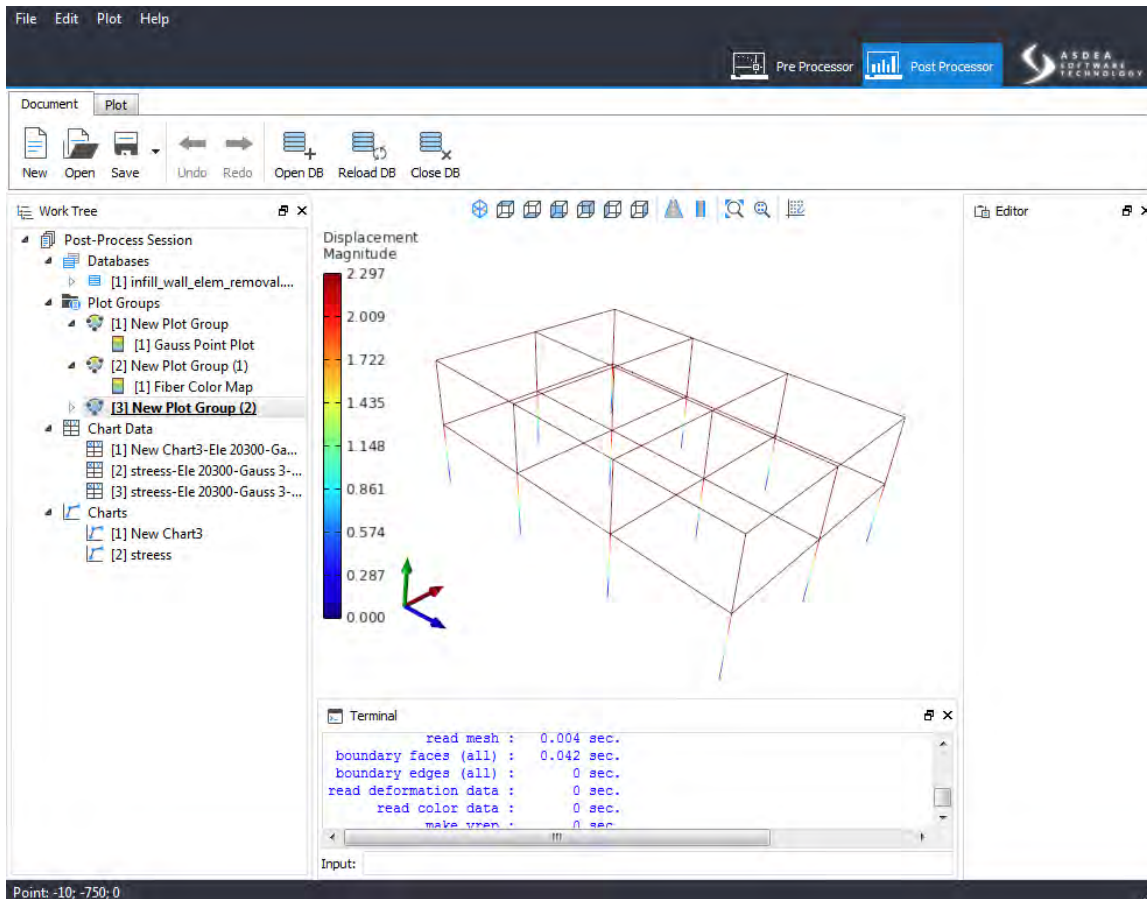 File Edit Plot Help
Pre Processor Post Processor
ASDEA
SOFTWARE
TECHNOLOGY
Document Plot
New Open Save Undo Redo Open DB Reload DB Close DB
Work Tree
Post-Process Session
Databases
[1] infill_wall_elem_removal....
Plot Groups
[1] New Plot Group
[1] Gauss Point Plot
[2] New Plot Group (1)
[1] Fiber Color Map
[3] New Plot Group (2)
Chart Data
[1] New Chart3-Ele 20300-Ga...
[2] streess-Ele 20300-Gauss 3-...
[3] streess-Ele 20300-Gauss 3-...
Charts
[1] New Chart3
[2] streess
Displacement
Magnitude
2.297
2.009
1.722
1.435
1.148
0.861
0.574
0.287
0.000
Editor
Terminal
read mesh : 0.004 sec.
boundary faces (all) : 0.042 sec.
boundary edges (all) : 0 sec.
read deformation data : 0 sec.
read color data : 0 sec.
make vrep : 0 sec
Input:
Point: -10; -750; 0